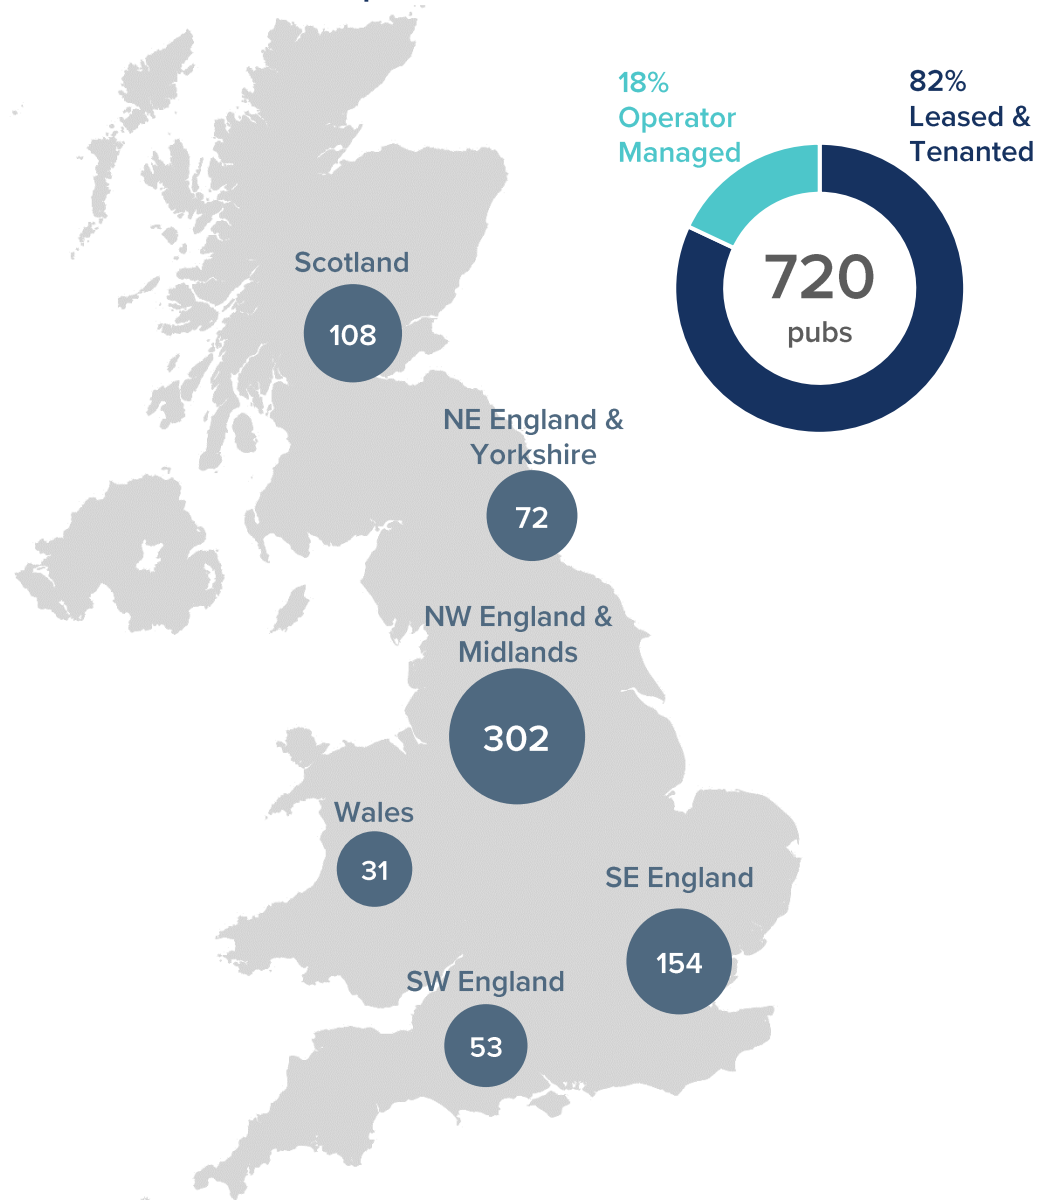 18%
Operator
Managed
82%
Leased &
Tenanted
720
pubs
Scotland
108
NE England &
Yorkshire
72
NW England &
Midlands
302
Wales
31
SE England
154
SW England
53